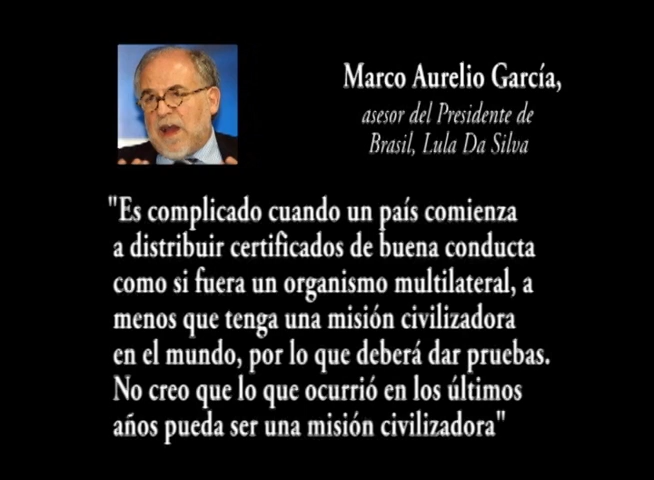 Marco Aurelio García,
asesor del Presidente de
Brasil, Lula Da Silva
"Es complicado cuando un país comienza
a distribuir certificados de buena conducta
como si fuera un organismo multilateral, a
menos que tenga una misión civilizadora
en el mundo, por lo que deberá dar pruebas.
No creo que lo que ocurrió en los últimos
años pueda ser una misión civilizadora"